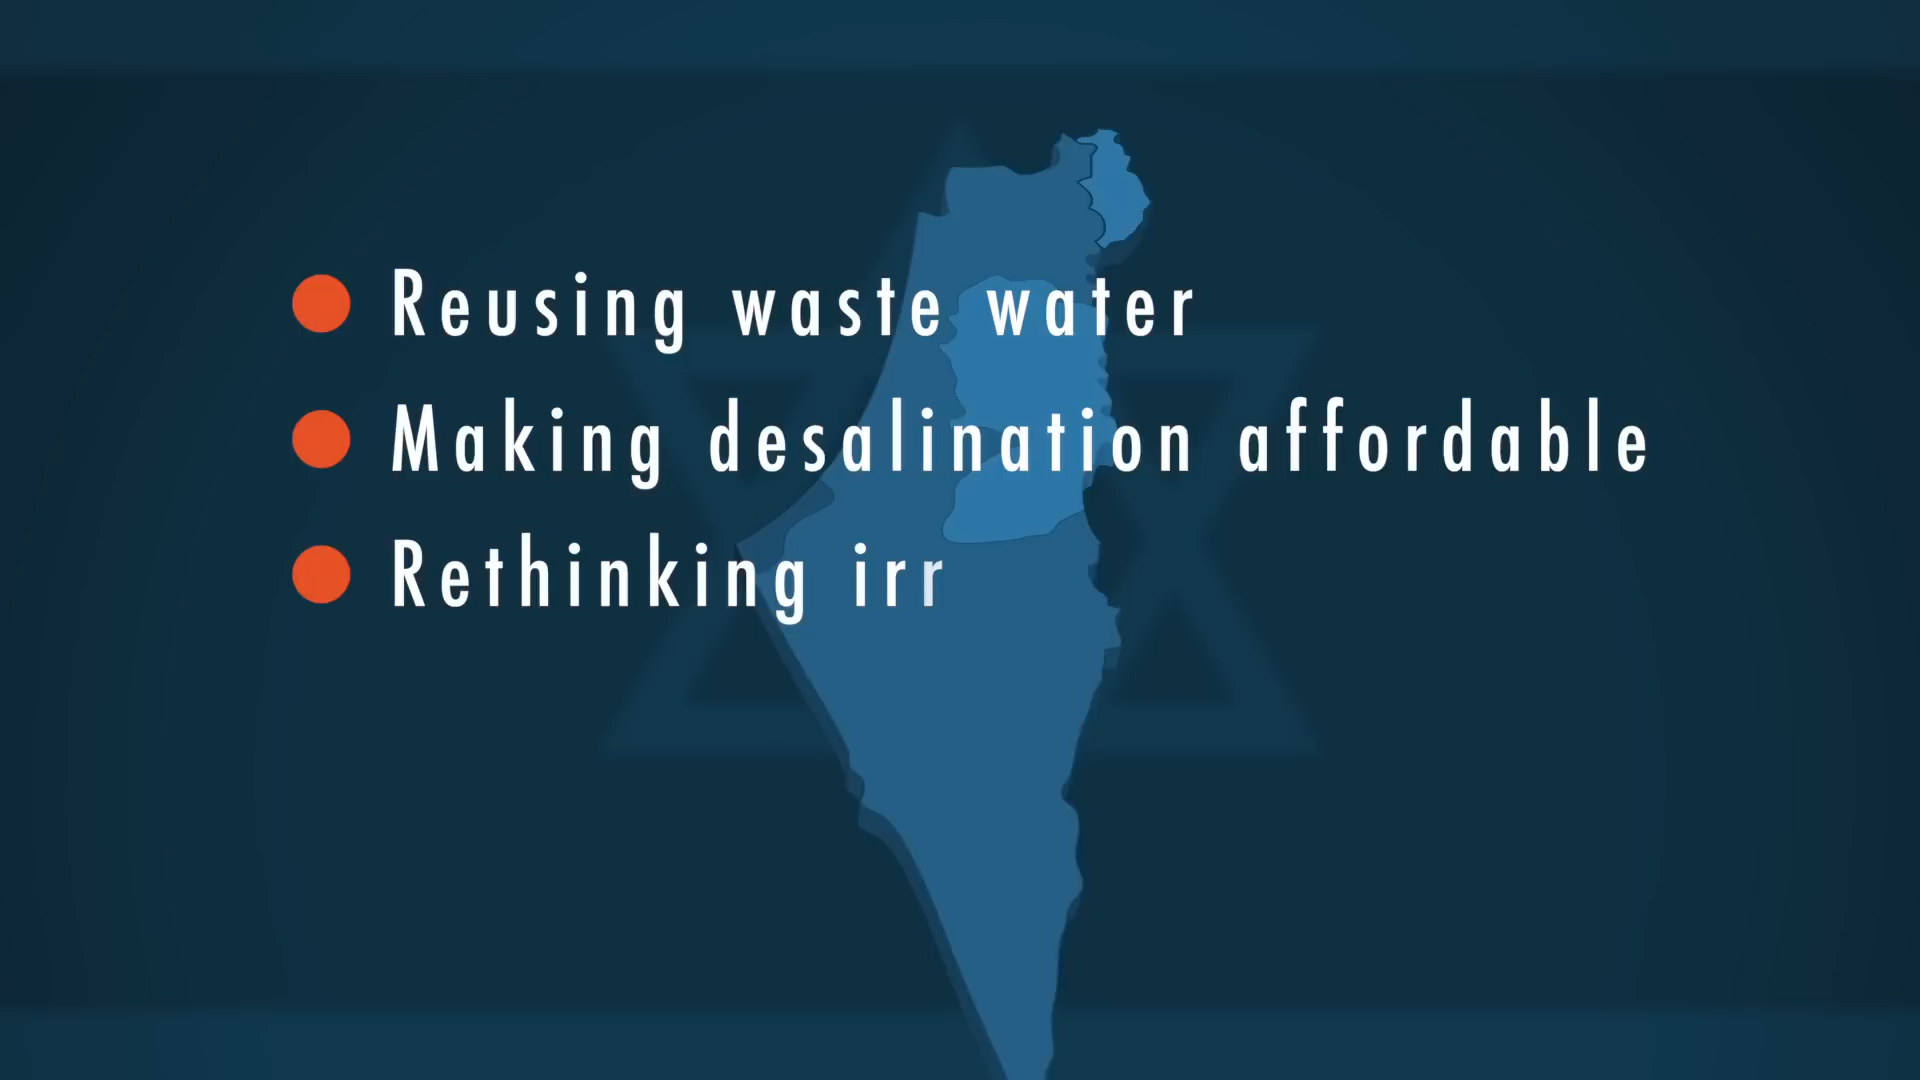 Reusing waste water
Making desalination affordable
Rethinking irr